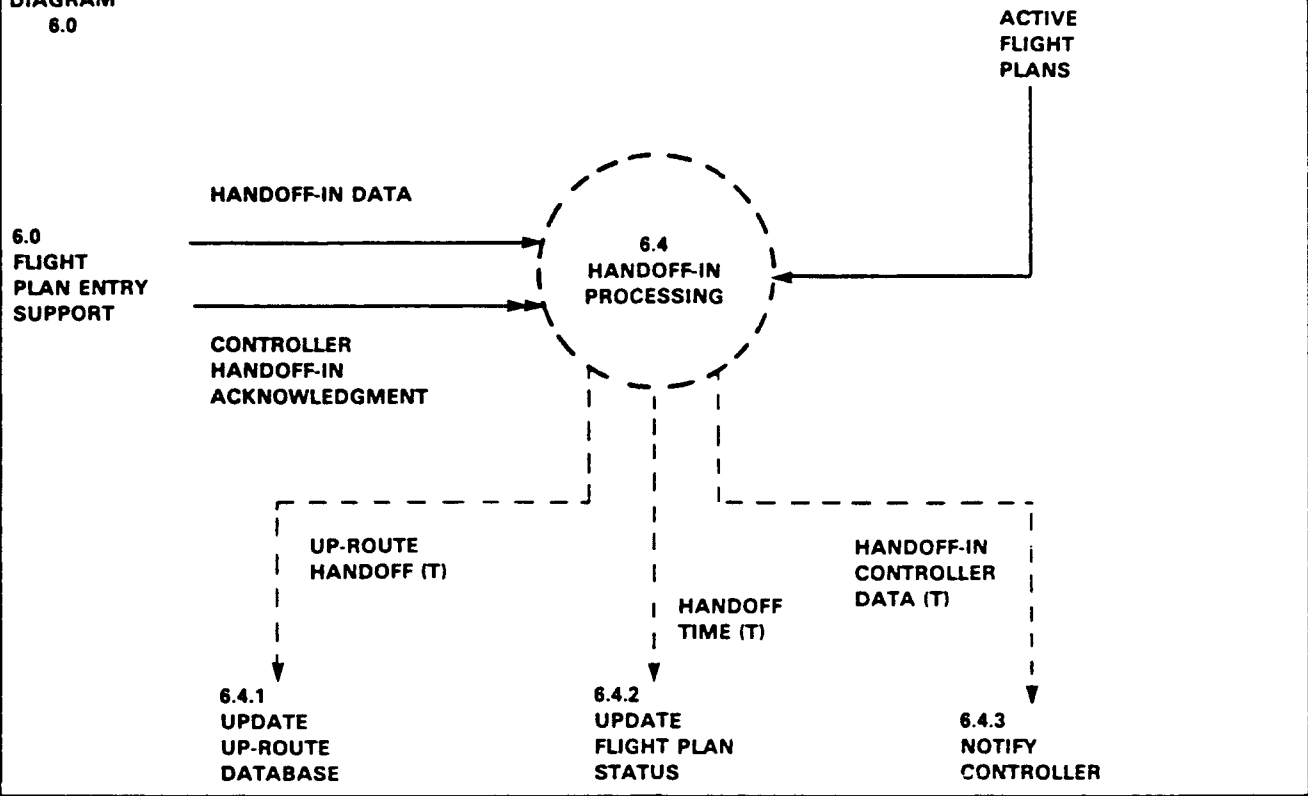 DIAGRAM
6.0
ACTIVE
FLIGHT
PLANS
HANDOFF-IN DATA
6.0
FLIGHT
PLAN ENTRY
SUPPORT
6.4
HANDOFF-IN
PROCESSING
CONTROLLER
HANDOFF-IN
ACKNOWLEDGMENT
UP-ROUTE
HANDOFF (T)
HANDOFF
TIME (T)
HANDOFF-IN
CONTROLLER
DATA (T)
6.4.1
UPDATE
UP-ROUTE
DATABASE
6.4.2
UPDATE
FLIGHT PLAN
STATUS
6.4.3
NOTIFY
CONTROLLER